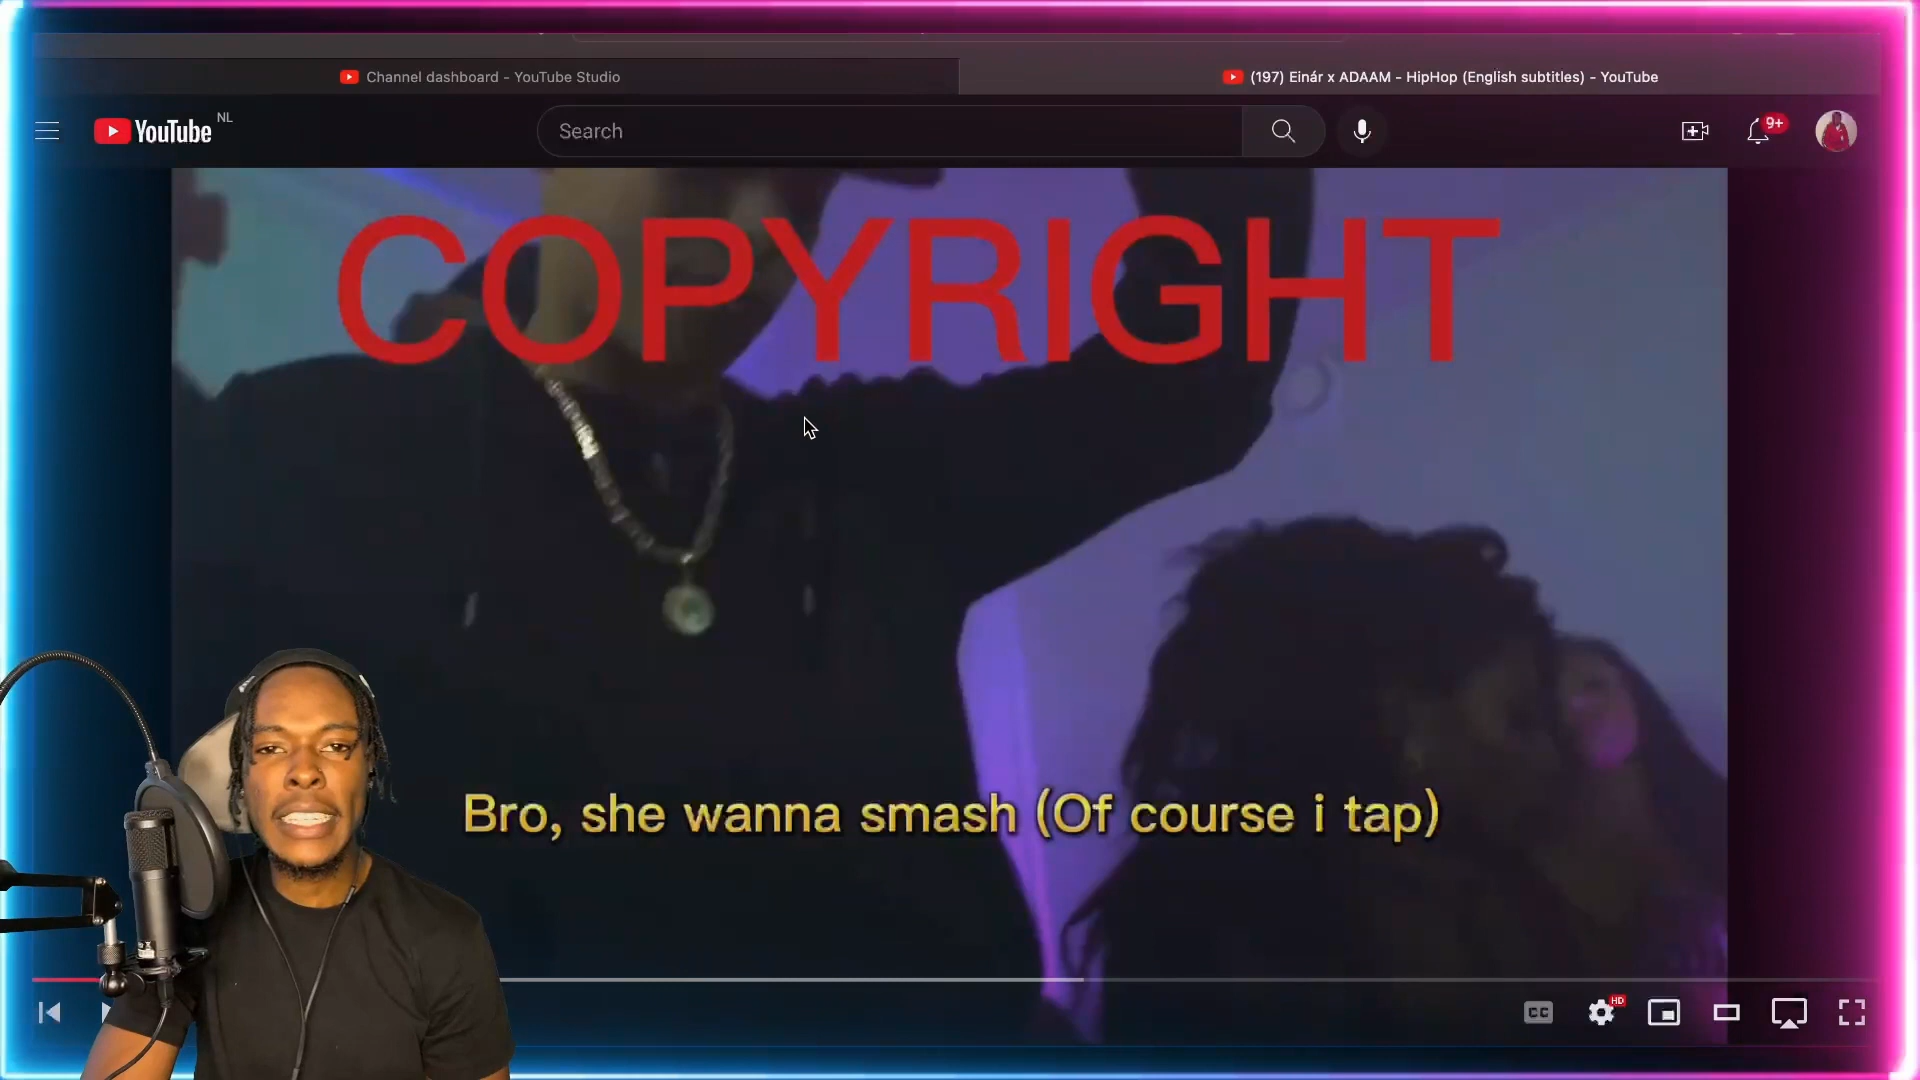 Channel dashboard - YouTube Studio
(197) Einár x ADAAM - HipHop (English subtitles) - YouTube
YouTube NL
Search
9+
COPYRIGHT
Bro, she wanna smash (Of course i tap)
CC
HD